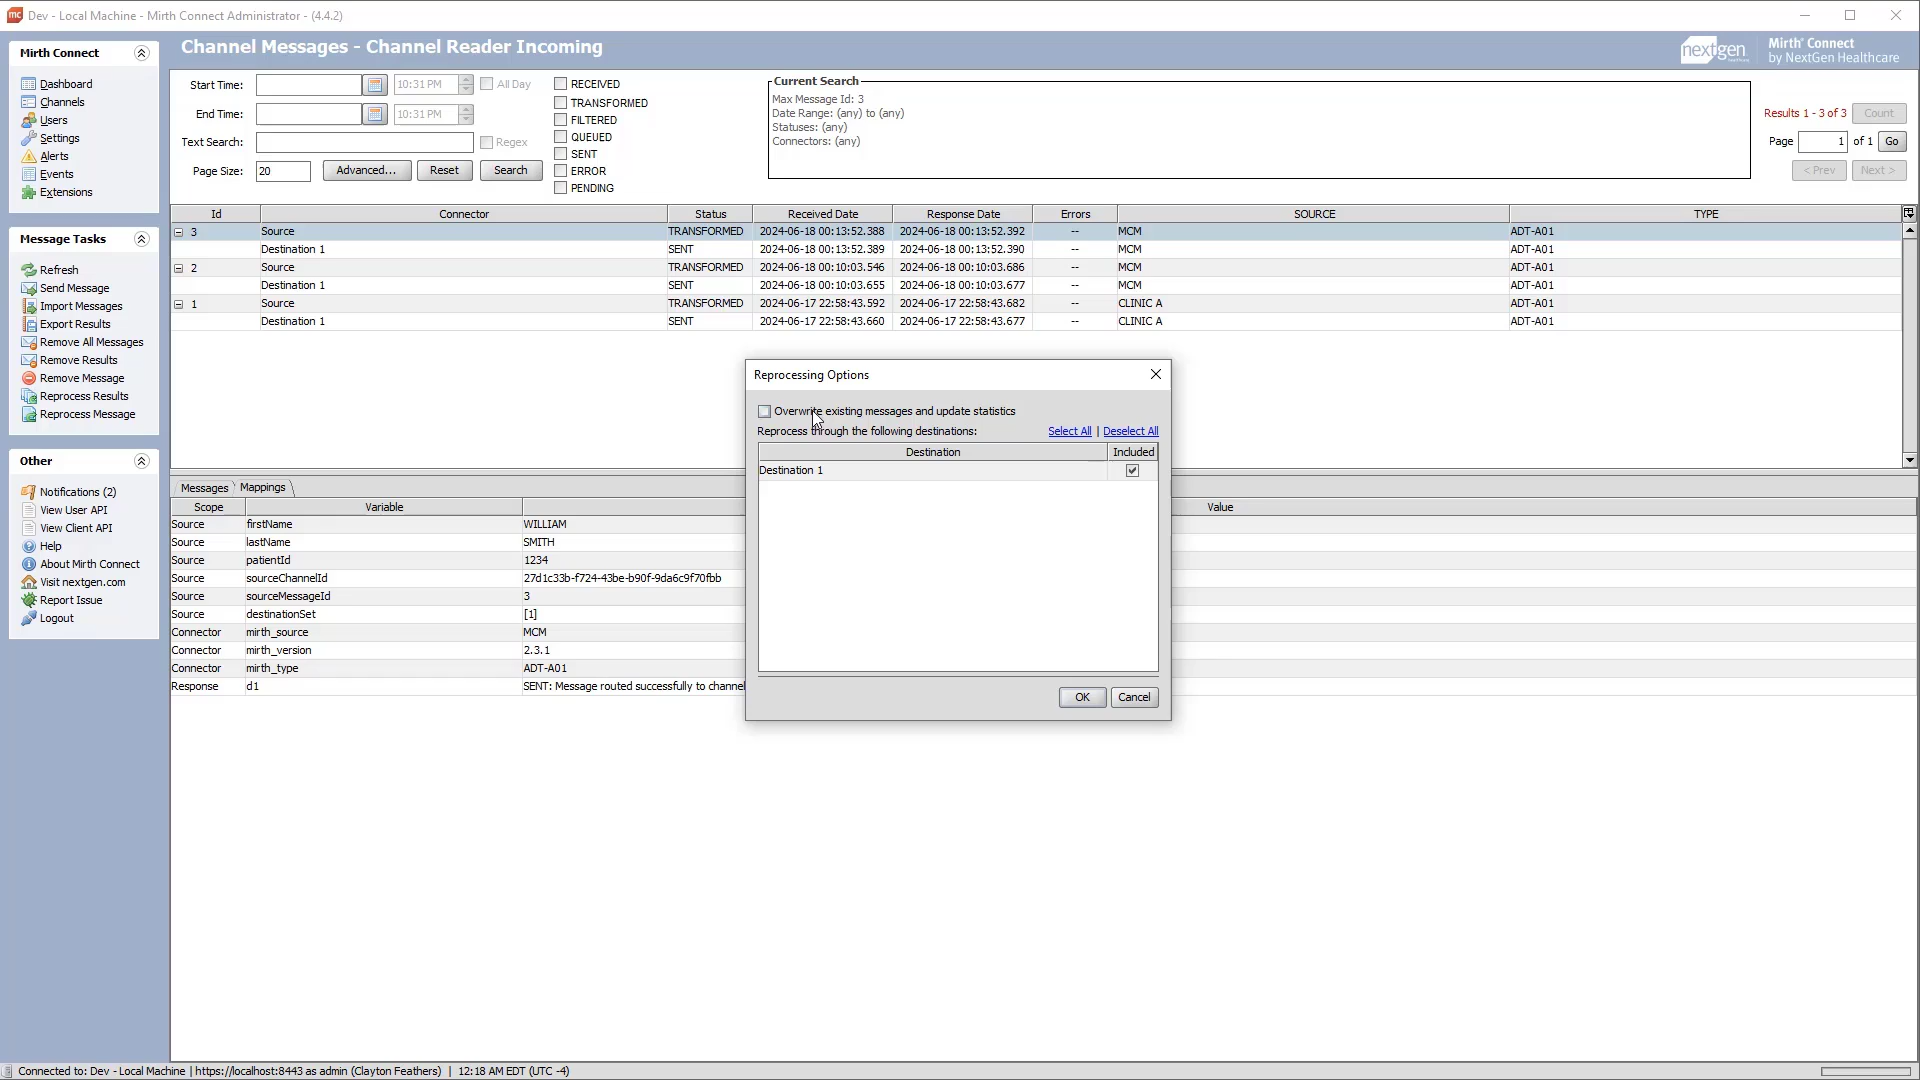 mc Dev - Local Machine - Mirth Connect Administrator - (4.4.2)
Mirth Connect
Dashboard
Channels
Users
Settings
Alerts
Events
Extensions
Message Tasks
Refresh
Send Message
Import Messages
Export Results
Remove All Messages
Remove Results
Remove Message
Reprocess Results
Reprocess Message
Other
Notifications (2)
View User API
View Client API
Help
About Mirth Connect
Visit nextgen.com
Report Issue
Logout
Channel Messages - Channel Reader Incoming
nextgen
Mirth® Connect
by NextGen Healthcare
Start Time: 10:31 PM All Day
End Time: 10:31 PM
Text Search: Regex
Page Size: 20 Advanced... Reset Search
RECEIVED
TRANSFORMED
FILTERED
QUEUED
SENT
ERROR
PENDING
Current Search
Max Message Id: 3
Date Range: (any) to (any)
Statuses: (any)
Connectors: (any)
Results 1 - 3 of 3 Count
Page 1 of 1 Go
< Prev Next >
Id Connector Status Received Date Response Date Errors SOURCE TYPE
3 Source TRANSFORMED 2024-06-18 00:13:52.388 2024-06-18 00:13:52.392 -- MCM ADT-A01
Destination 1 SENT 2024-06-18 00:13:52.389 2024-06-18 00:13:52.390 -- MCM ADT-A01
2 Source TRANSFORMED 2024-06-18 00:10:03.546 2024-06-18 00:10:03.686 -- MCM ADT-A01
Destination 1 SENT 2024-06-18 00:10:03.655 2024-06-18 00:10:03.677 -- MCM ADT-A01
1 Source TRANSFORMED 2024-06-17 22:58:43.592 2024-06-17 22:58:43.682 -- CLINIC A ADT-A01
Destination 1 SENT 2024-06-17 22:58:43.660 2024-06-17 22:58:43.677 -- CLINIC A ADT-A01
Reprocessing Options
Overwrite existing messages and update statistics
Reprocess through the following destinations: Select All | Deselect All
Destination Included
Destination 1
OK Cancel
Messages Mappings
Scope Variable Value
Source firstName WILLIAM
Source lastName SMITH
Source patientId 1234
Source sourceChannelId 27d1c33b-f724-43be-b90f-9da6c9f70fbb
Source sourceMessageId 3
Source destinationSet [1]
Connector mirth_source MCM
Connector mirth_version 2.3.1
Connector mirth_type ADT-A01
Response d1 SENT: Message routed successfully to channel
Connected to: Dev - Local Machine | https://localhost:8443 as admin (Clayton Feathers) | 12:18 AM EDT (UTC -4)